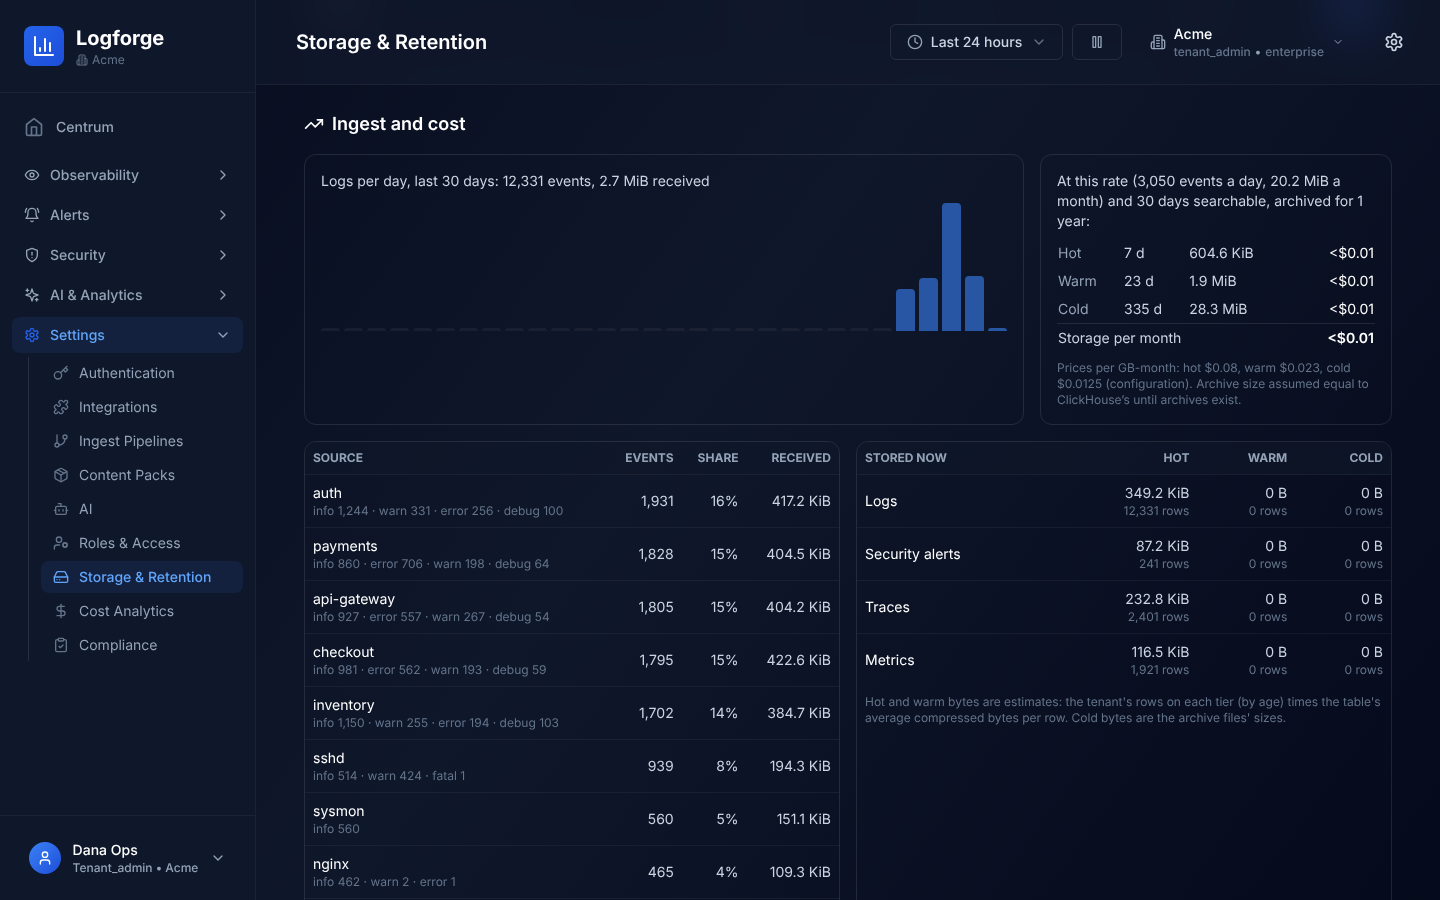 Logforge
Acme
Centrum
Observability
Alerts
Security
AI & Analytics
Settings
Authentication
Integrations
Ingest Pipelines
Content Packs
AI
Roles & Access
Storage & Retention
Cost Analytics
Compliance
Dana Ops
Tenant_admin • Acme
Storage & Retention
Last 24 hours
Acme
tenant_admin • enterprise
Ingest and cost
Logs per day, last 30 days: 12,331 events, 2.7 MiB received
At this rate (3,050 events a day, 20.2 MiB a
month) and 30 days searchable, archived for 1
year:
Hot 7 d 604.6 KiB <$0.01
Warm 23 d 1.9 MiB <$0.01
Cold 335 d 28.3 MiB <$0.01
Storage per month <$0.01
Prices per GB-month: hot $0.08, warm $0.023, cold
$0.0125 (configuration). Archive size assumed equal to
ClickHouse's until archives exist.
SOURCE EVENTS SHARE RECEIVED
auth 1,931 16% 417.2 KiB
info 1,244 · warn 331 · error 256 · debug 100
payments 1,828 15% 404.5 KiB
info 860 · error 706 · warn 198 · debug 64
api-gateway 1,805 15% 404.2 KiB
info 927 · error 557 · warn 267 · debug 54
checkout 1,795 15% 422.6 KiB
info 981 · error 562 · warn 193 · debug 59
inventory 1,702 14% 384.7 KiB
info 1,150 · warn 255 · error 194 · debug 103
sshd 939 8% 194.3 KiB
info 514 · warn 424 · fatal 1
sysmon 560 5% 151.1 KiB
info 560
nginx 465 4% 109.3 KiB
info 462 · warn 2 · error 1
STORED NOW HOT WARM COLD
Logs 349.2 KiB 0 B 0 B
12,331 rows 0 rows 0 rows
Security alerts 87.2 KiB 0 B 0 B
241 rows 0 rows 0 rows
Traces 232.8 KiB 0 B 0 B
2,401 rows 0 rows 0 rows
Metrics 116.5 KiB 0 B 0 B
1,921 rows 0 rows 0 rows
Hot and warm bytes are estimates: the tenant's rows on each tier (by age) times the table's
average compressed bytes per row. Cold bytes are the archive files' sizes.